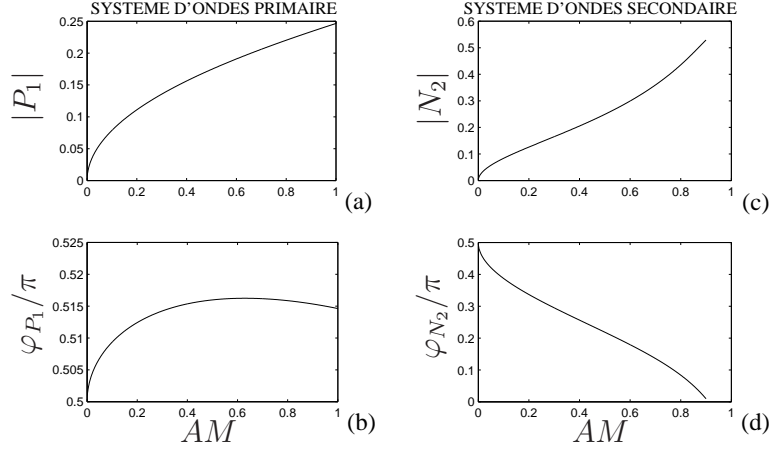 SYSTEME D'ONDES PRIMAIRE
SYSTEME D'ONDES SECONDAIRE
|P₁|
0.25
0.2
0.15
0.1
0.05
0
0 0.2 0.4 0.6 0.8 1
(a)
|N₂|
0.6
0.5
0.4
0.3
0.2
0.1
0
0 0.2 0.4 0.6 0.8 1
(c)
φP₁/π
0.525
0.52
0.515
0.51
0.505
0.5
0 0.2 0.4 0.6 0.8 1
AM
(b)
φN₂/π
0.5
0.4
0.3
0.2
0.1
0
0 0.2 0.4 0.6 0.8 1
AM
(d)